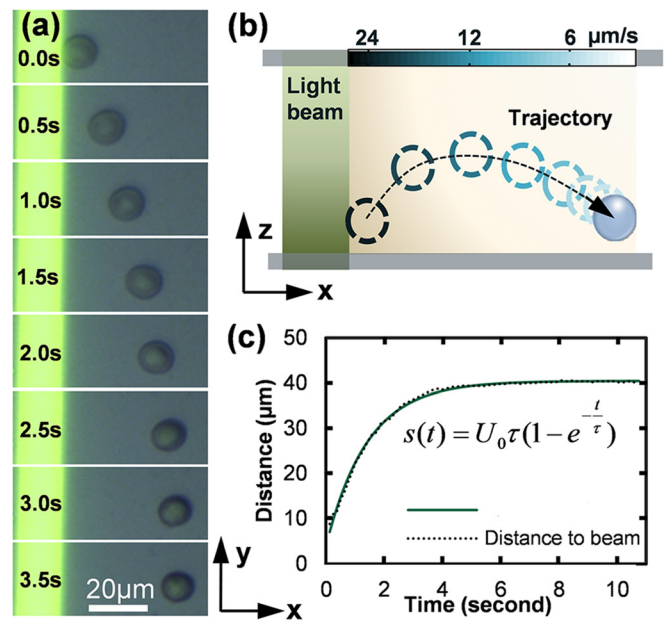 (a)
0.0s
0.5s
1.0s
1.5s
2.0s
2.5s
3.0s
3.5s
20μm
y
x
(b)
24 12 6 μm/s
Light
beam
Trajectory
z
x
(c)
Distance (μm)
50
40
30
20
10
0
s(t) = U₀τ(1−e^{−t/τ})
Distance to beam
0 2 4 6 8 10
Time (second)